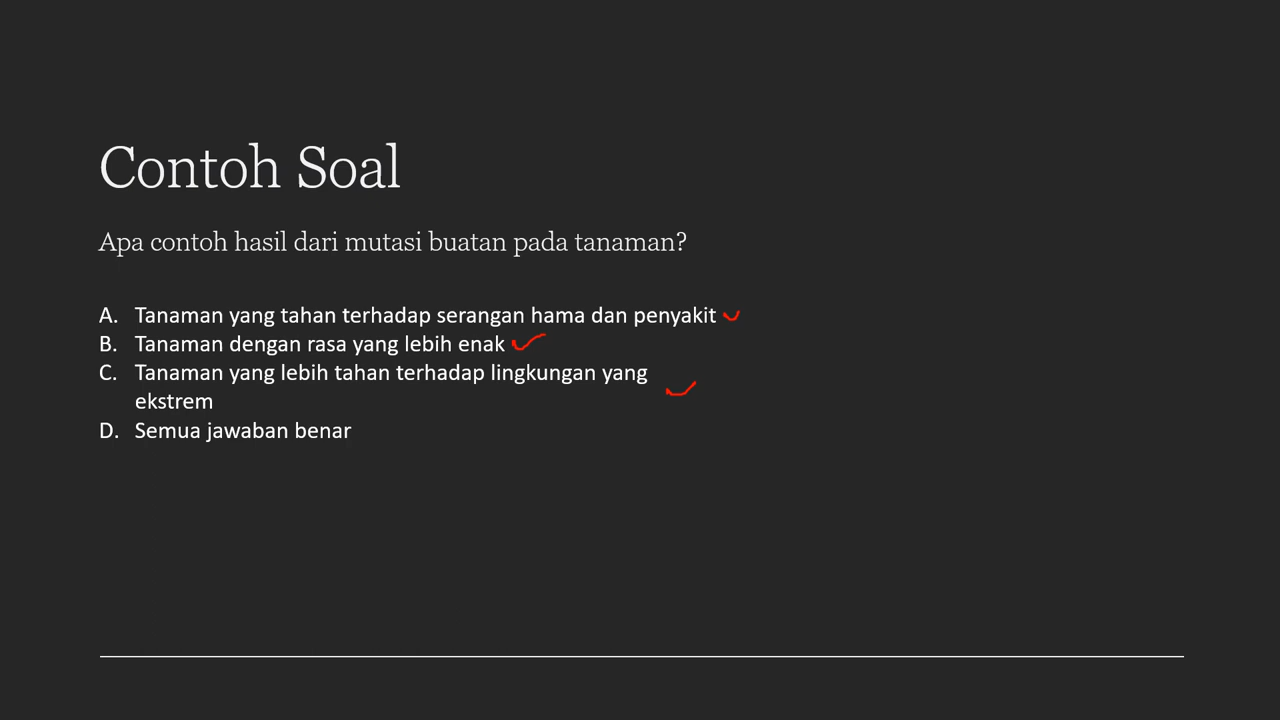 Contoh Soal
Apa contoh hasil dari mutasi buatan pada tanaman?
A. Tanaman yang tahan terhadap serangan hama dan penyakit
B. Tanaman dengan rasa yang lebih enak
C. Tanaman yang lebih tahan terhadap lingkungan yang
ekstrem
D. Semua jawaban benar